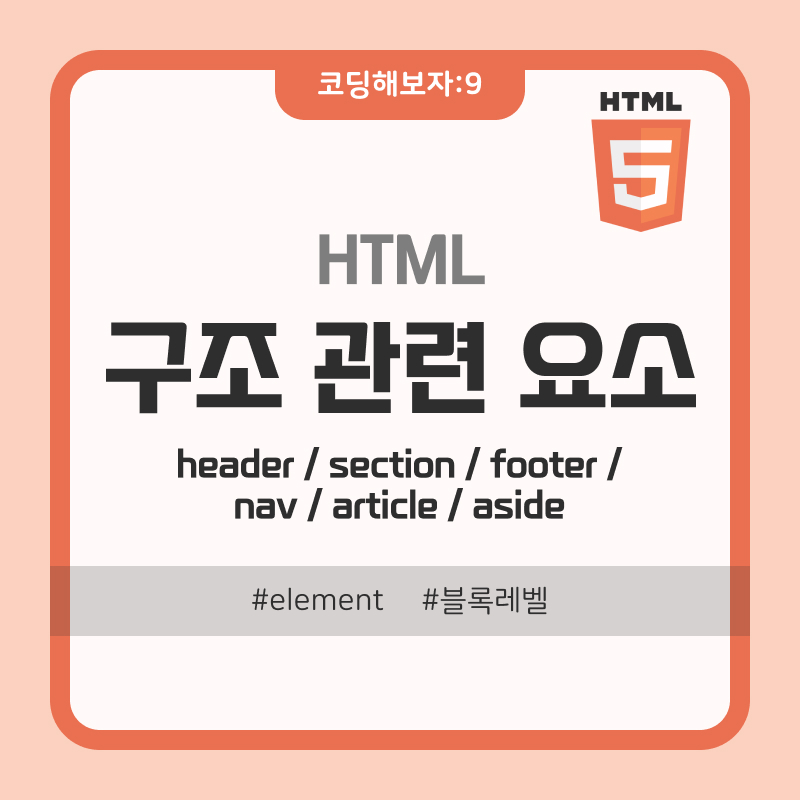 코딩해보자:9
HTML
5
HTML
구조 관련 요소
header / section / footer /
nav / article / aside
#element #블록레벨